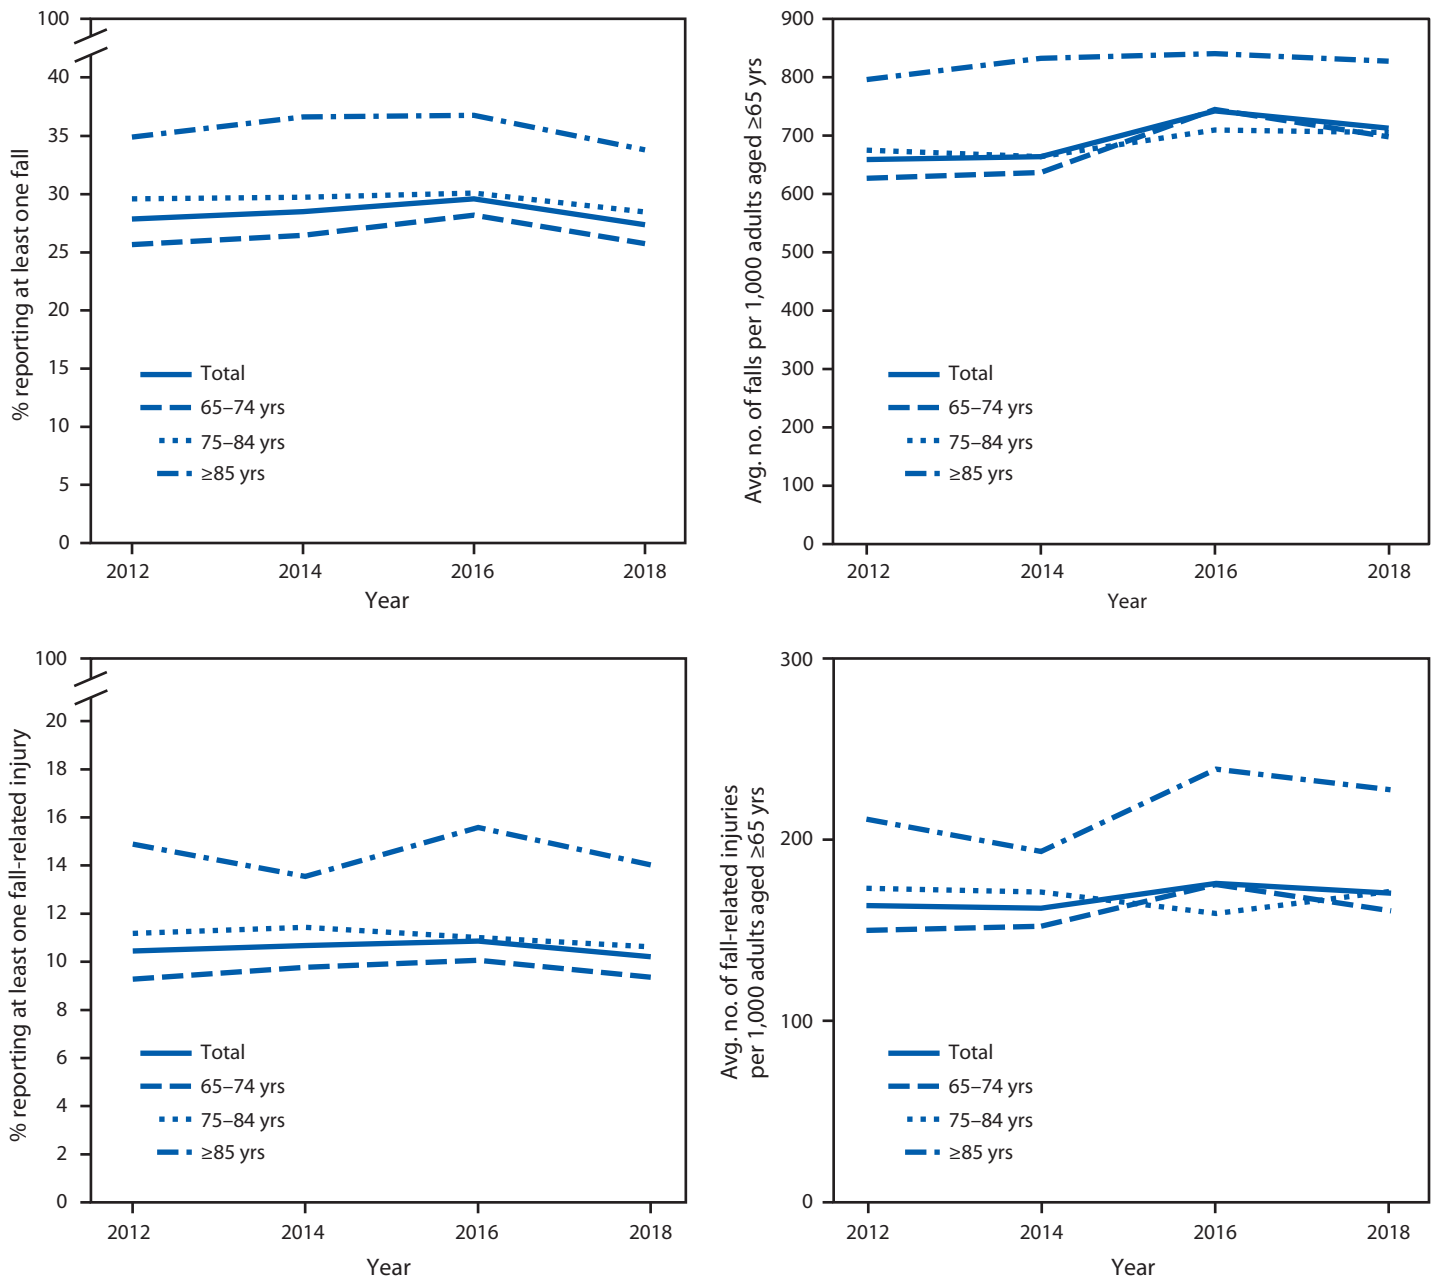 100
40
35
30
25
20
15
10
5
0
% reporting at least one fall
Total
65–74 yrs
75–84 yrs
≥85 yrs
2012 2014 2016 2018
Year
900
800
700
600
500
400
300
200
100
0
Avg. no. of falls per 1,000 adults aged ≥65 yrs
Total
65–74 yrs
75–84 yrs
≥85 yrs
2012 2014 2016 2018
Year
100
20
18
16
14
12
10
8
6
4
2
0
% reporting at least one fall-related injury
Total
65–74 yrs
75–84 yrs
≥85 yrs
2012 2014 2016 2018
Year
300
200
100
0
Avg. no. of fall-related injuries
per 1,000 adults aged ≥65 yrs
Total
65–74 yrs
75–84 yrs
≥85 yrs
2012 2014 2016 2018
Year